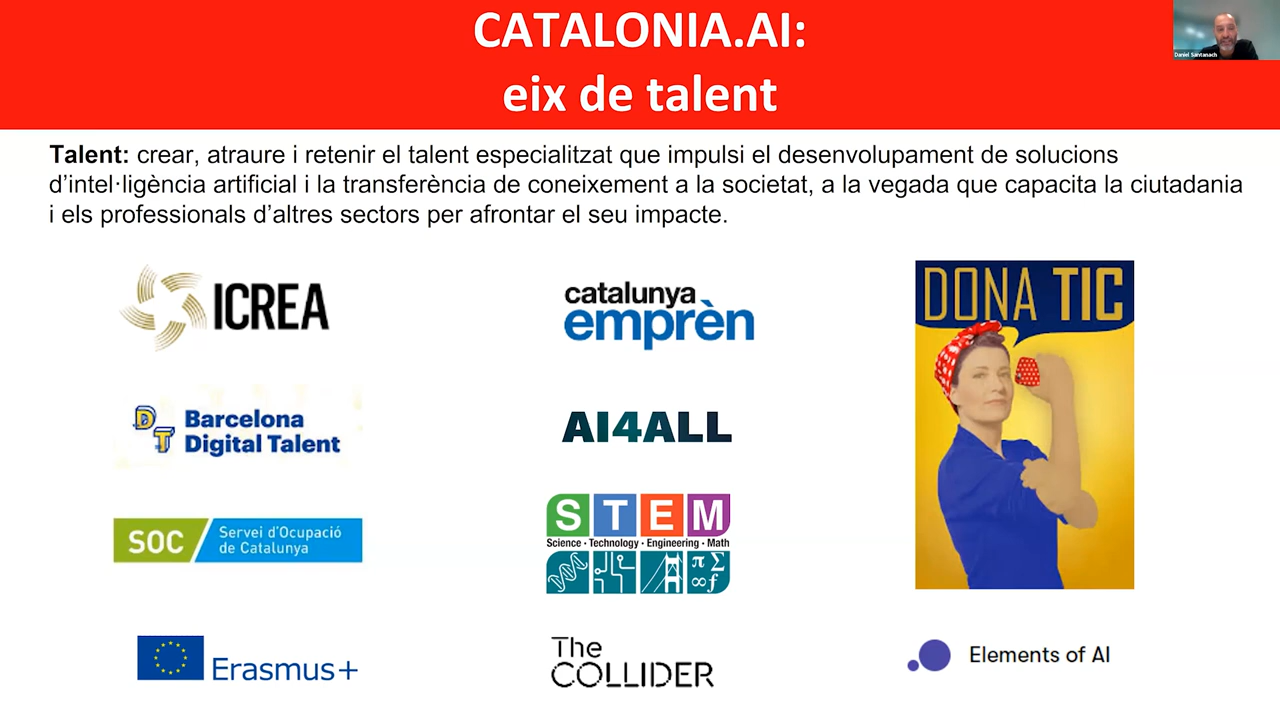 CATALONIA.AI:
eix de talent
Daniel Santanach
Talent: crear, atraure i retenir el talent especialitzat que impulsi el desenvolupament de solucions
d'intel·ligència artificial i la transferència de coneixement a la societat, a la vegada que capacita la ciutadania
i els professionals d'altres sectors per afrontar el seu impacte.
ICREA
DT
Barcelona
Digital Talent
SOC
Servei d'Ocupació
de Catalunya
Erasmus+
catalunya
emprèn
AI4ALL
STEM
Science · Technology · Engineering · Math
π Σ
∞ ƒ
The
COLLIDER
DONA TIC
Elements of AI